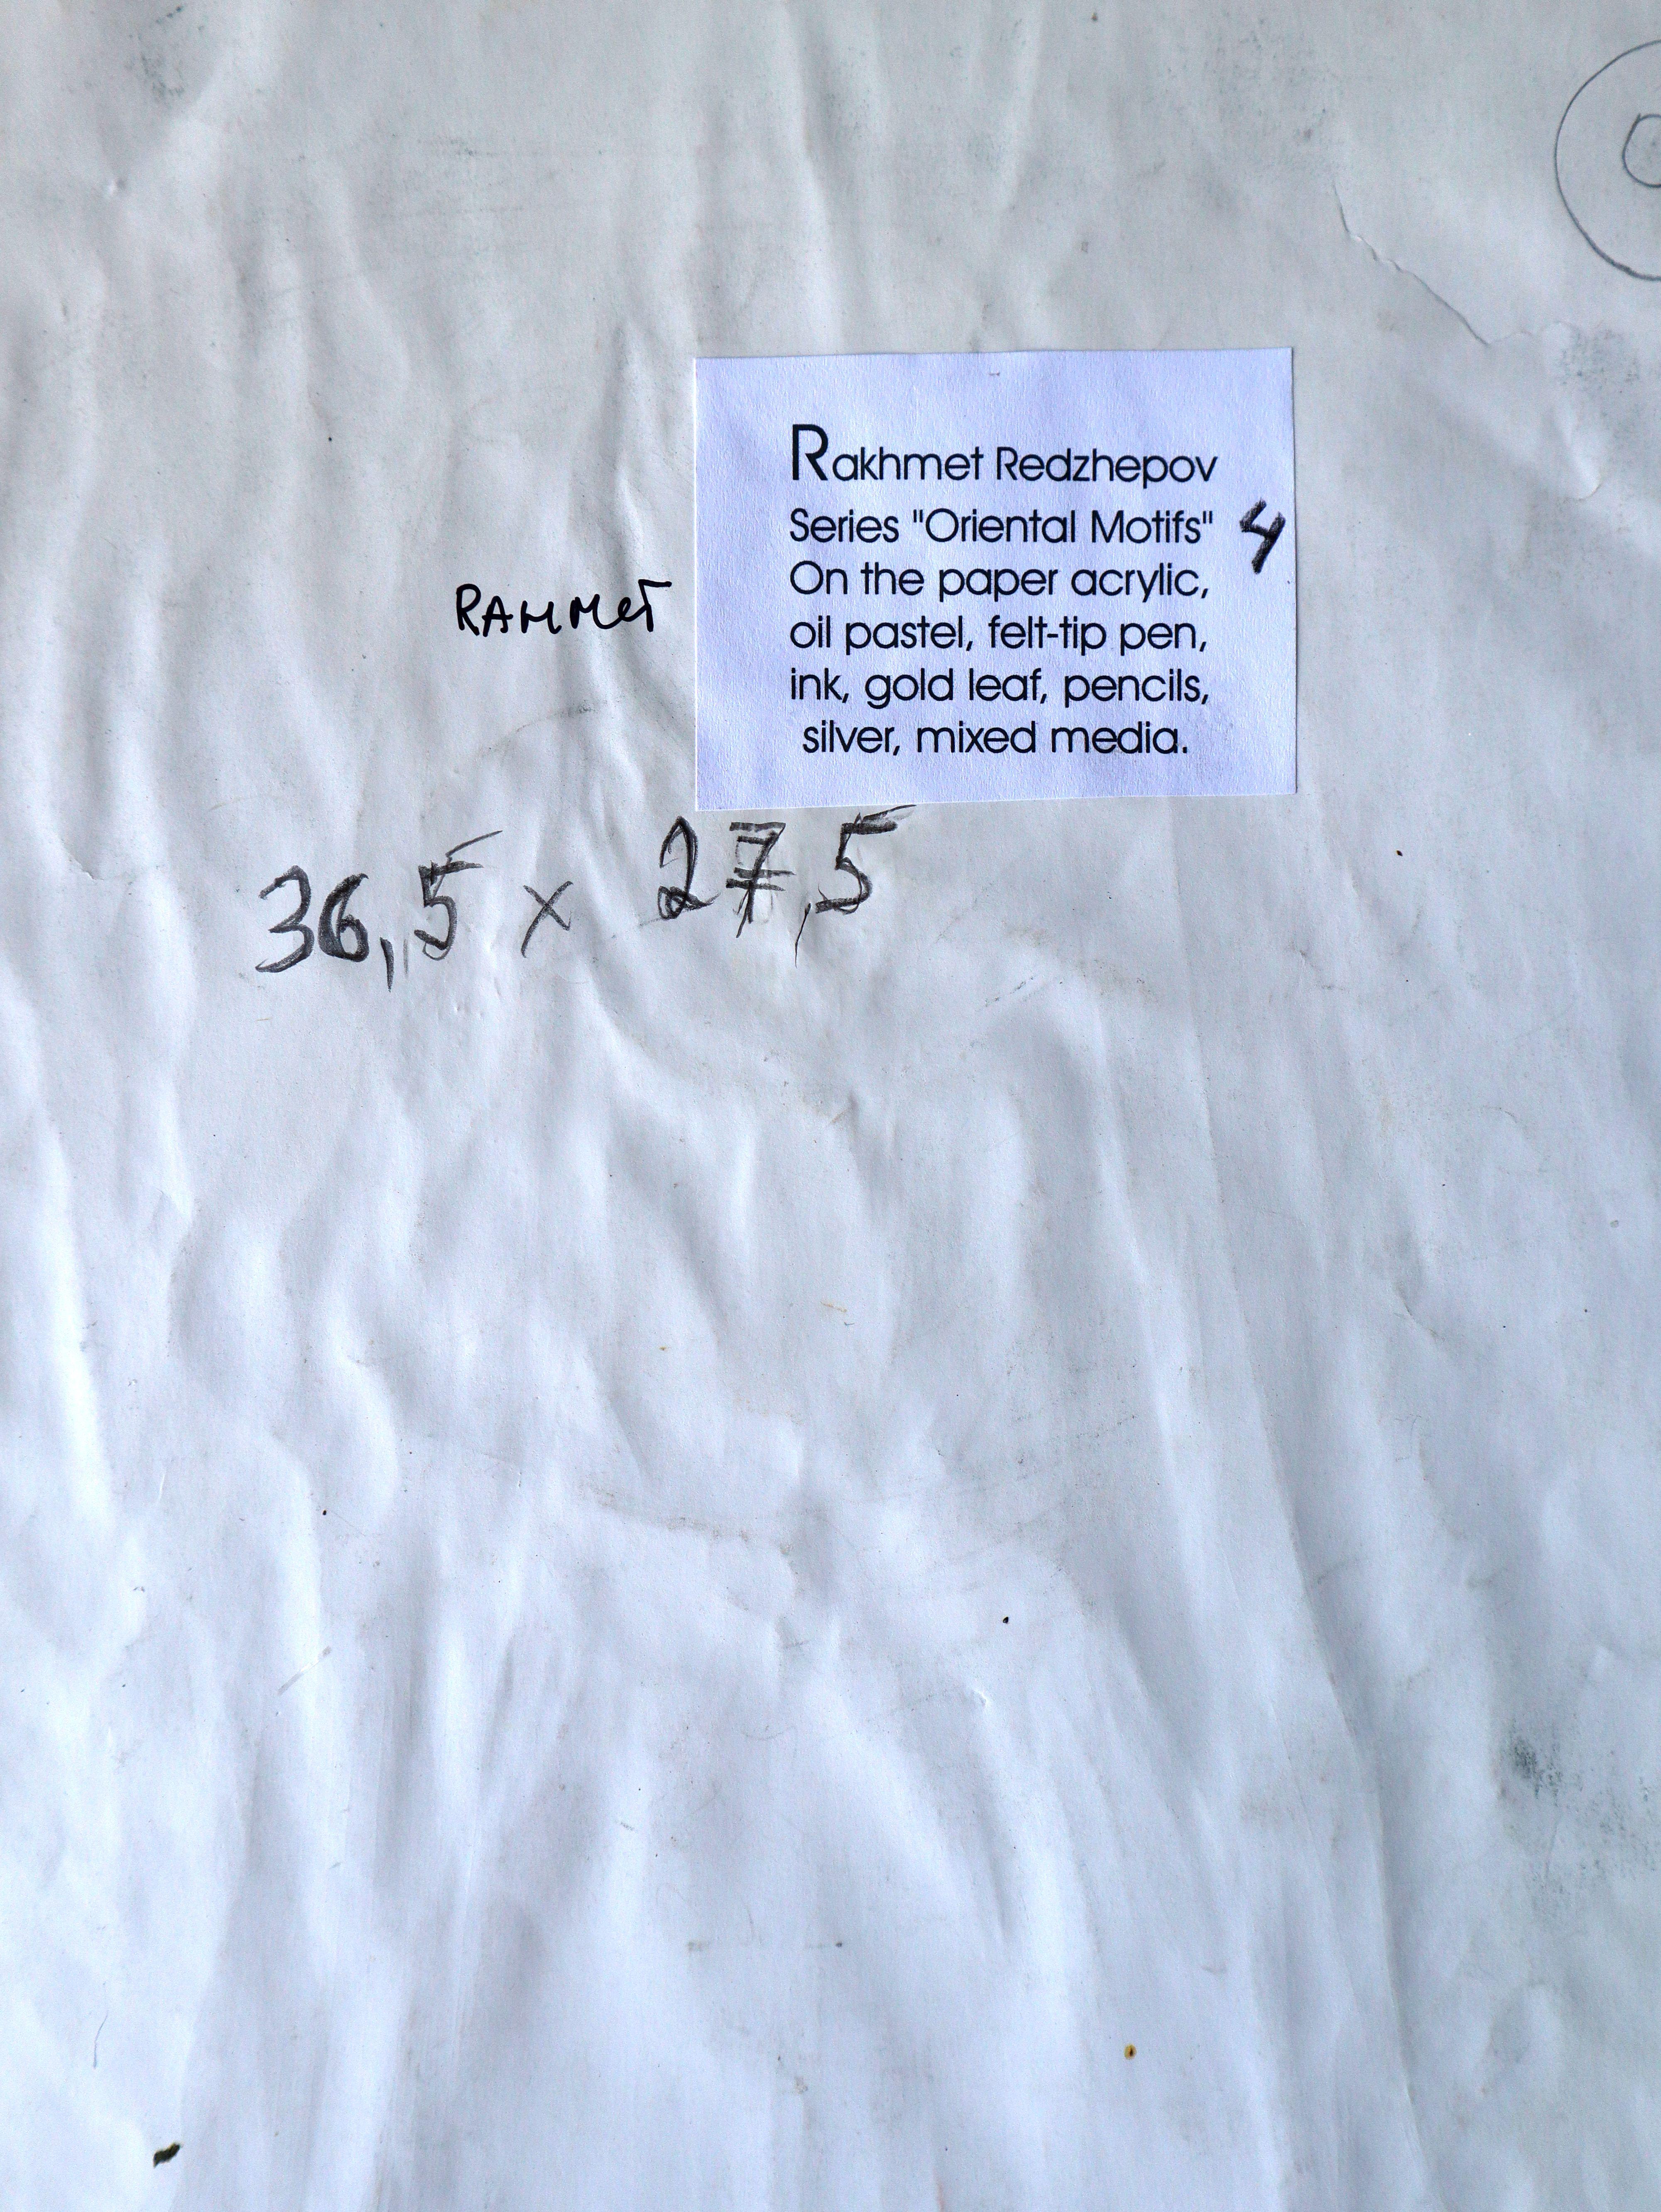 Rakhmet Redzhepov
Series "Oriental Motifs" 4
On the paper acrylic,
oil pastel, felt-tip pen,
ink, gold leaf, pencils,
silver, mixed media.
RAHMET
36,5 x 27,5